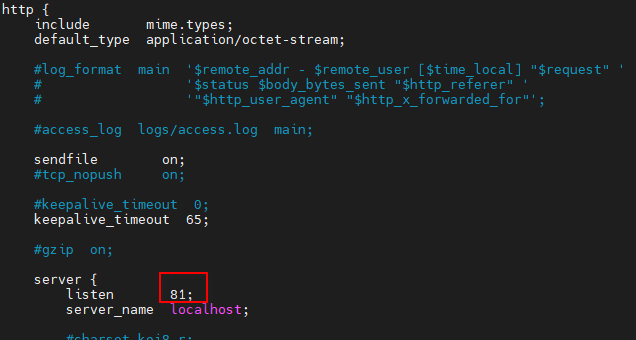 http {
    include       mime.types;
    default_type  application/octet-stream;

    #log_format  main  '$remote_addr - $remote_user [$time_local] "$request" '
    #                  '$status $body_bytes_sent "$http_referer" '
    #                  '"$http_user_agent" "$http_x_forwarded_for"';

    #access_log  logs/access.log  main;

    sendfile        on;
    #tcp_nopush     on;

    #keepalive_timeout  0;
    keepalive_timeout  65;

    #gzip  on;

    server {
        listen       81;
        server_name  localhost;

        #charset koi8-r;